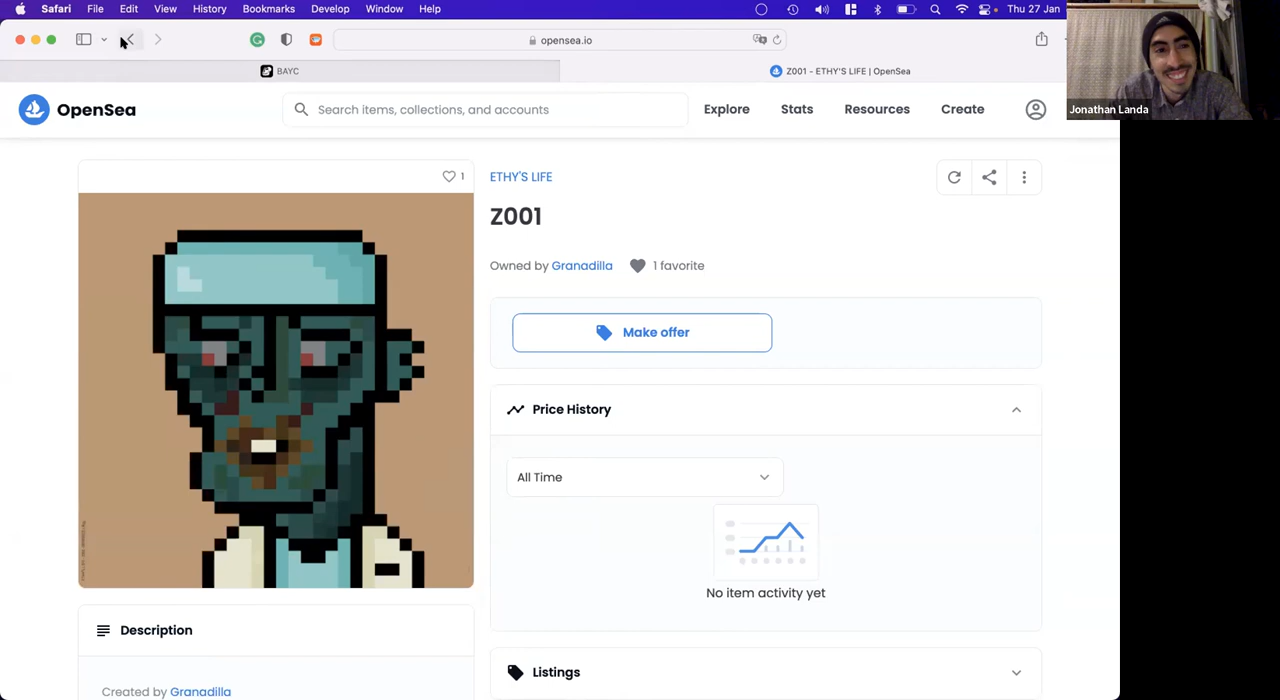 Safari File Edit View History Bookmarks Develop Window Help Thu 27 Jan
opensea.io
BAYC
Z001 - ETHY'S LIFE | OpenSea
Jonathan Landa
OpenSea
Search items, collections, and accounts
Explore
Stats
Resources
Create
1
ETHY'S LIFE
Z001
Owned by Granadilla
1 favorite
Make offer
Price History
All Time
No item activity yet
Description
Created by Granadilla
Listings